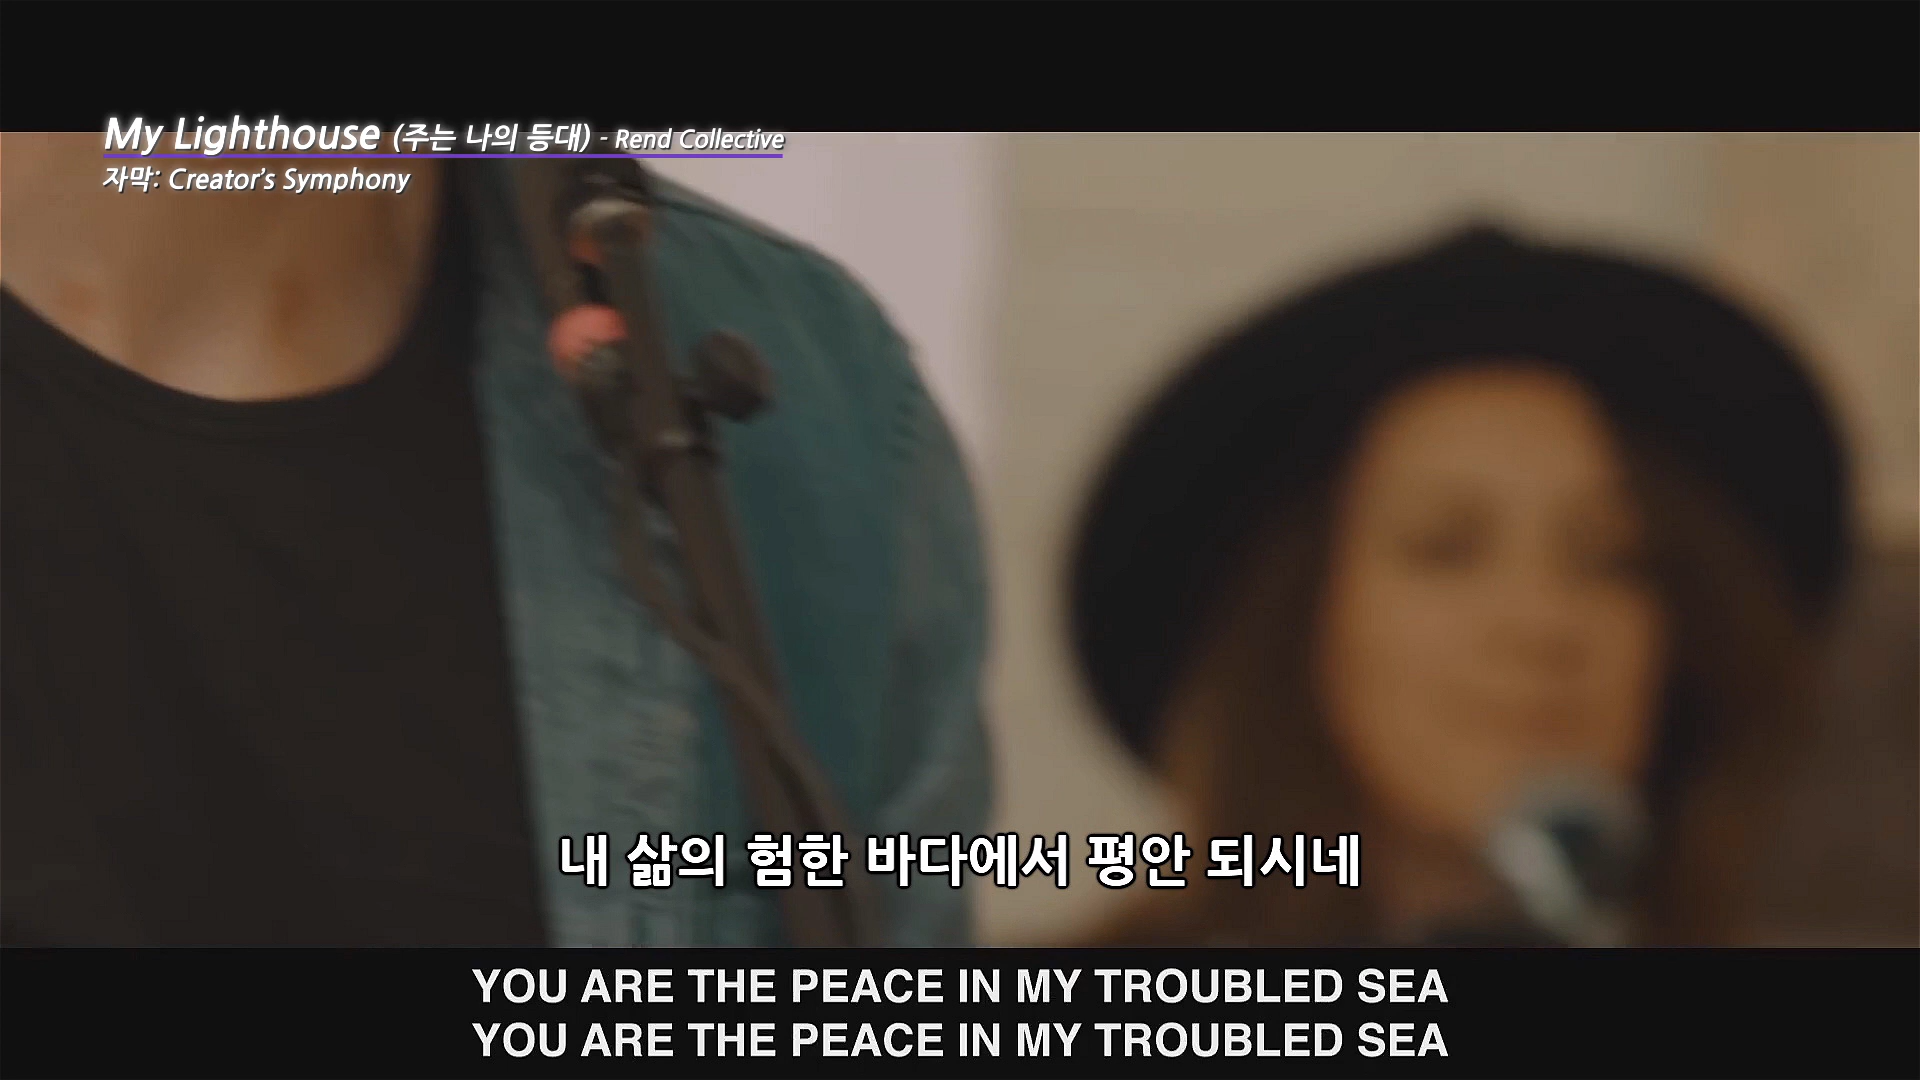 My Lighthouse (주는 나의 등대) - Rend Collective
자막: Creator's Symphony
내 삶의 험한 바다에서 평안 되시네
YOU ARE THE PEACE IN MY TROUBLED SEA
YOU ARE THE PEACE IN MY TROUBLED SEA